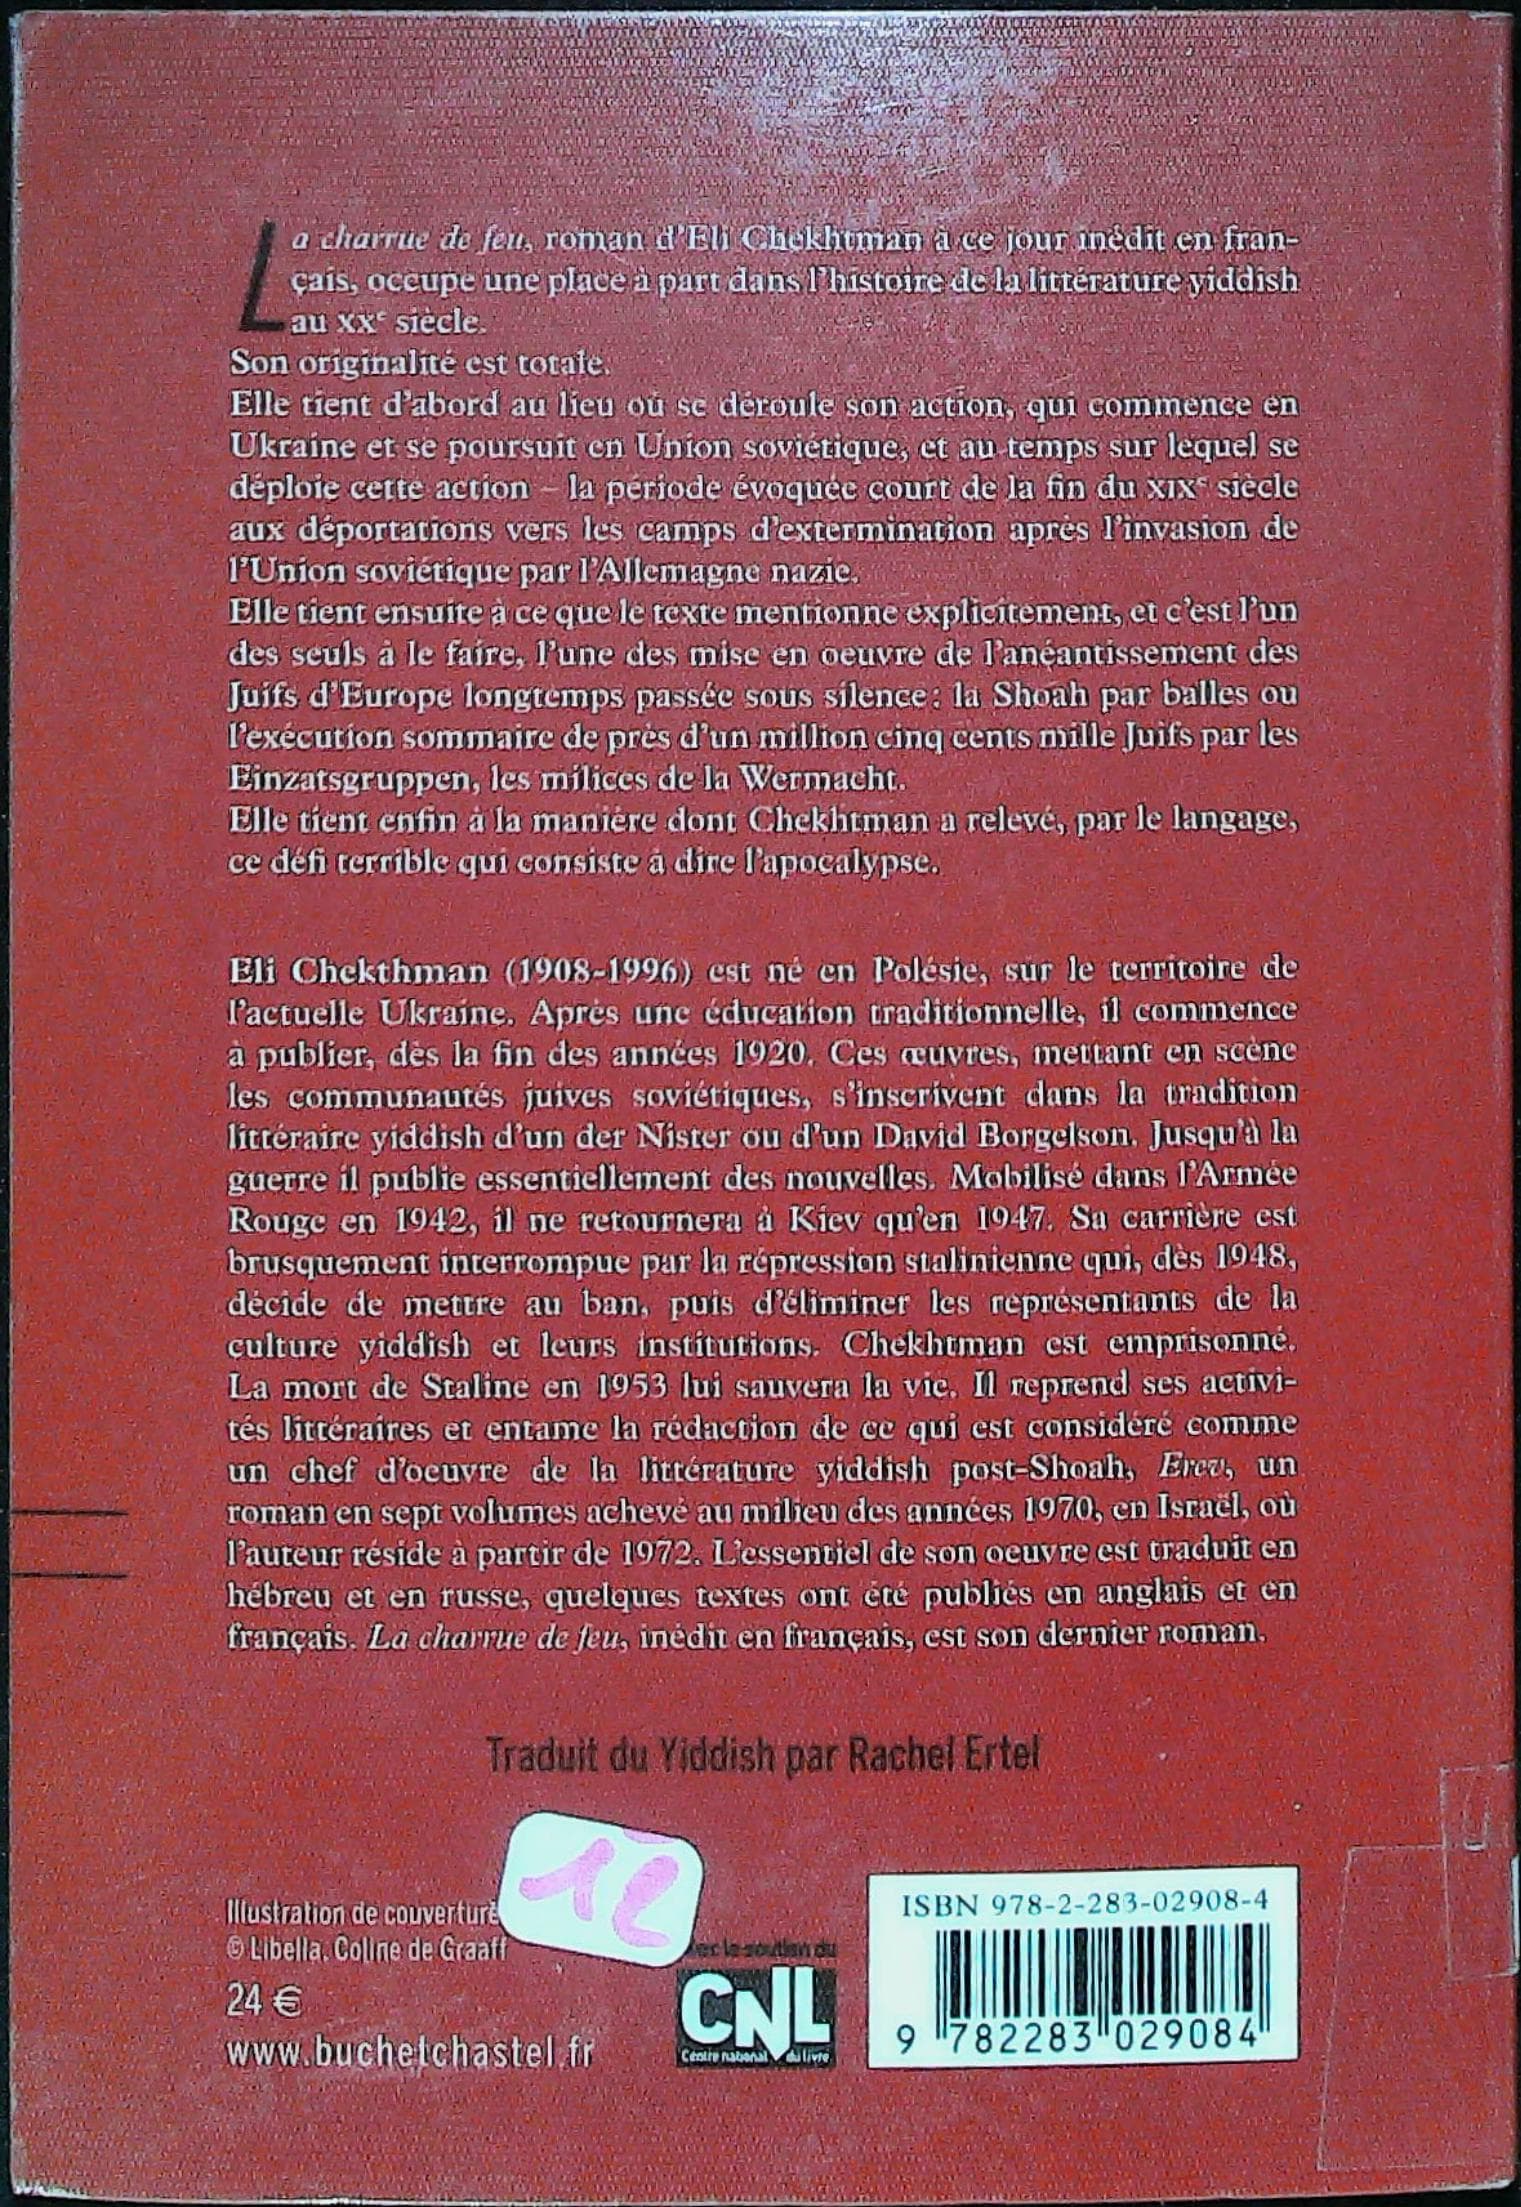 La charrue de feu, roman d'Eli Chekhtman à ce jour inédit en fran-
çais, occupe une place à part dans l'histoire de la littérature yiddish
au XXe siècle.
Son originalité est totale.
Elle tient d'abord au lieu où se déroule son action, qui commence en
Ukraine et se poursuit en Union soviétique, et au temps sur lequel se
déploie cette action – la période évoquée court de la fin du XIXe siècle
aux déportations vers les camps d'extermination après l'invasion de
l'Union soviétique par l'Allemagne nazie.
Elle tient ensuite à ce que le texte mentionne explicitement, et c'est l'un
des seuls à le faire, l'une des mise en oeuvre de l'anéantissement des
Juifs d'Europe longtemps passée sous silence : la Shoah par balles ou
l'exécution sommaire de près d'un million cinq cents mille Juifs par les
Einzatsgruppen, les milices de la Wermacht.
Elle tient enfin à la manière dont Chekhtman a relevé, par le langage,
ce défi terrible qui consiste à dire l'apocalypse.
Eli Chekthman (1908-1996) est né en Polésie, sur le territoire de
l'actuelle Ukraine. Après une éducation traditionnelle, il commence
à publier, dès la fin des années 1920. Ces œuvres, mettant en scène
les communautés juives soviétiques, s'inscrivent dans la tradition
littéraire yiddish d'un der Nister ou d'un David Borgelson. Jusqu'à la
guerre il publie essentiellement des nouvelles. Mobilisé dans l'Armée
Rouge en 1942, il ne retournera à Kiev qu'en 1947. Sa carrière est
brusquement interrompue par la répression stalinienne qui, dès 1948,
décide de mettre au ban, puis d'éliminer les représentants de la
culture yiddish et leurs institutions. Chekhtman est emprisonné.
La mort de Staline en 1953 lui sauvera la vie. Il reprend ses activi-
tés littéraires et entame la rédaction de ce qui est considéré comme
un chef d'oeuvre de la littérature yiddish post-Shoah, Erev, un
roman en sept volumes achevé au milieu des années 1970, en Israël, où
l'auteur réside à partir de 1972. L'essentiel de son oeuvre est traduit en
hébreu et en russe, quelques textes ont été publiés en anglais et en
français. La charrue de feu, inédit en français, est son dernier roman.
Traduit du Yiddish par Rachel Ertel
12
Illustration de couverture
© Libella, Coline de Graaff
24 €
www.buchetchastel.fr
le soutien du
CNL
Centre national du livre
ISBN 978-2-283-02908-4
9 782283 029084